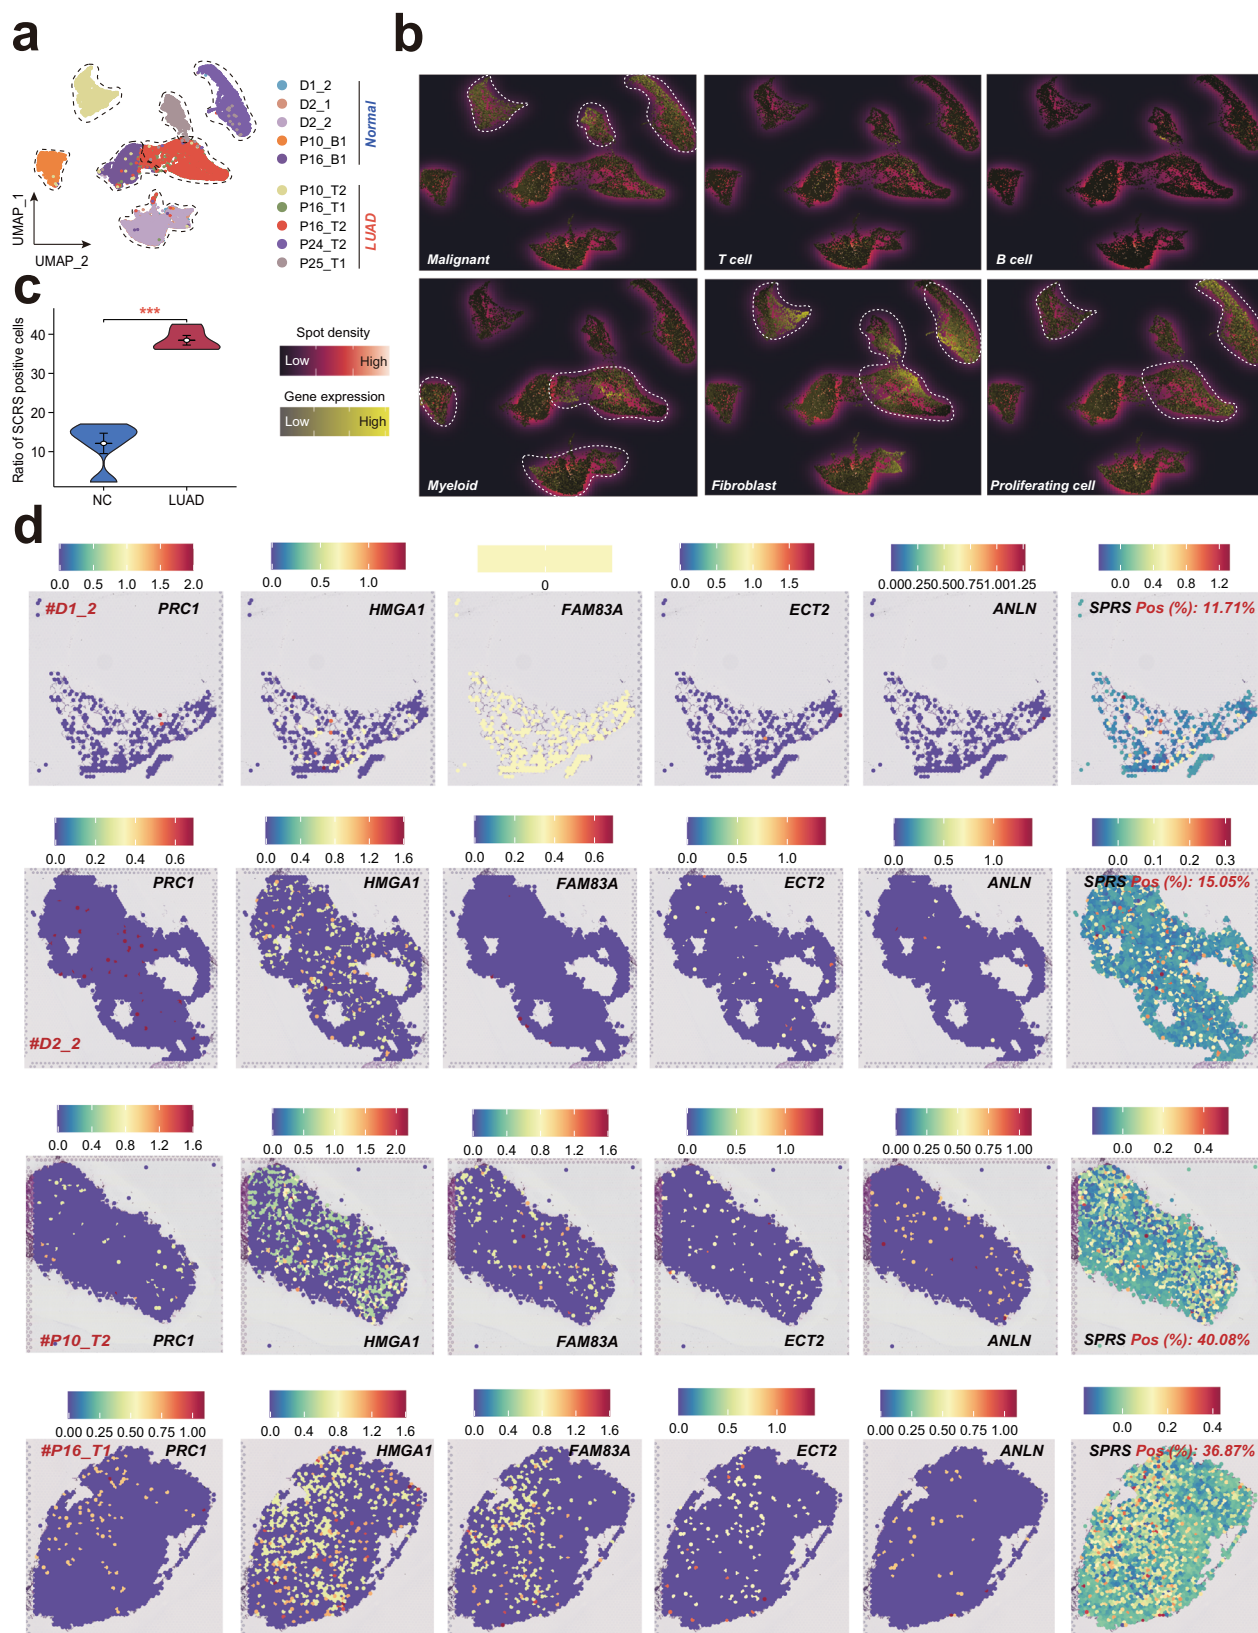 a
D1_2
D2_1
D2_2
P10_B1
P16_B1
Normal
P10_T2
P16_T1
P16_T2
P24_T2
P25_T1
LUAD
UMAP_1
UMAP_2
b
Malignant
T cell
B cell
Myeloid
Fibroblast
Proliferating cell
c
Ratio of SCRS positive cells
40
30
20
10
***
NC
LUAD
Spot density
Low High
Gene expression
Low High
d
0.0 0.5 1.0 1.5 2.0
0.0 0.5 1.0
0
0.0 0.5 1.0 1.5
0.00 0.25 0.50 0.75 1.00 1.25
0.0 0.4 0.8 1.2
#D1_2 PRC1
HMGA1
FAM83A
ECT2
ANLN
SPRS Pos (%): 11.71%
0.0 0.2 0.4 0.6
0.0 0.4 0.8 1.2 1.6
0.0 0.2 0.4 0.6
0.0 0.5 1.0
0.0 0.5 1.0
0.0 0.1 0.2 0.3
PRC1
HMGA1
FAM83A
ECT2
ANLN
SPRS Pos (%): 15.05%
#D2_2
0.0 0.4 0.8 1.2 1.6
0.0 0.5 1.0 1.5 2.0
0.0 0.4 0.8 1.2 1.6
0.0 0.5 1.0
0.00 0.25 0.50 0.75 1.00
0.0 0.2 0.4
#P10_T2 PRC1
HMGA1
FAM83A
ECT2
ANLN
SPRS Pos (%): 40.08%
0.00 0.25 0.50 0.75 1.00
0.0 0.4 0.8 1.2 1.6
0.0 0.4 0.8 1.2 1.6
0.0 0.5 1.0
0.00 0.25 0.50 0.75 1.00
0.0 0.2 0.4
#P16_T1 PRC1
HMGA1
FAM83A
ECT2
ANLN
SPRS Pos (%): 36.87%